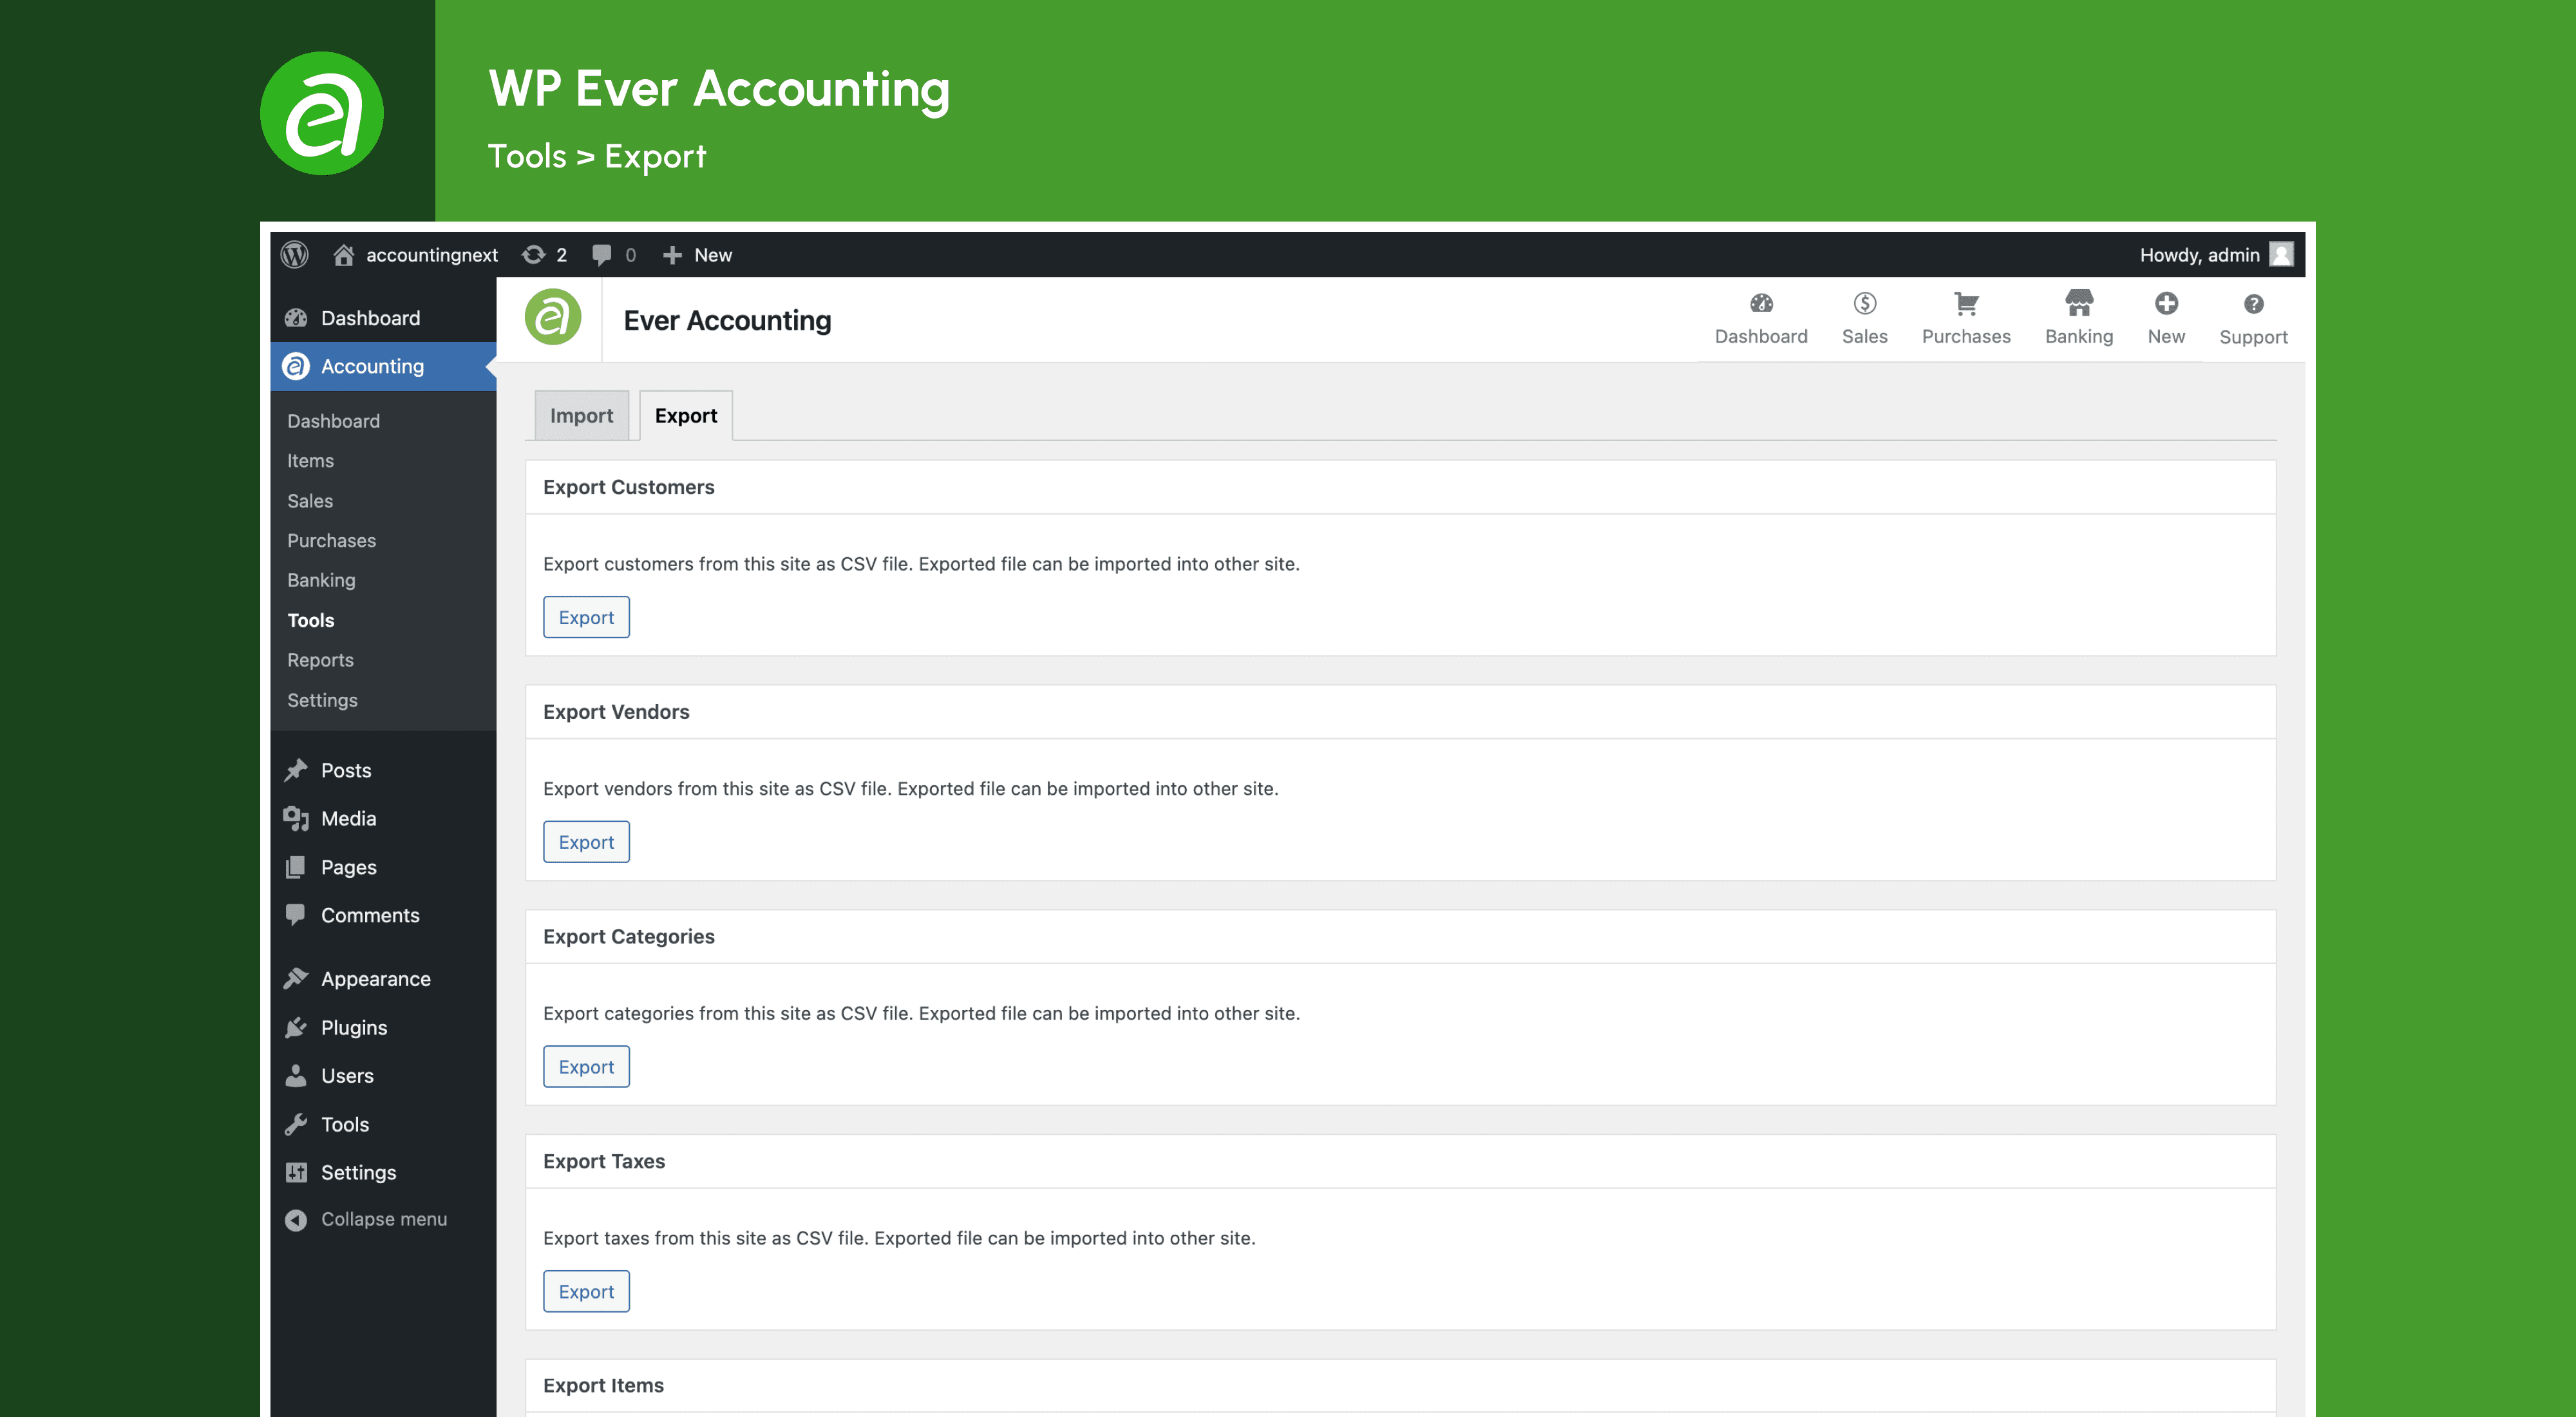 WP Ever Accounting
Tools > Export
accountingnext 2 0 New Howdy, admin
Dashboard
Accounting
Dashboard
Items
Sales
Purchases
Banking
Tools
Reports
Settings
Posts
Media
Pages
Comments
Appearance
Plugins
Users
Tools
Settings
Collapse menu
Ever Accounting
Dashboard Sales Purchases Banking New Support
Import Export
Export Customers
Export customers from this site as CSV file. Exported file can be imported into other site.
Export
Export Vendors
Export vendors from this site as CSV file. Exported file can be imported into other site.
Export
Export Categories
Export categories from this site as CSV file. Exported file can be imported into other site.
Export
Export Taxes
Export taxes from this site as CSV file. Exported file can be imported into other site.
Export
Export Items